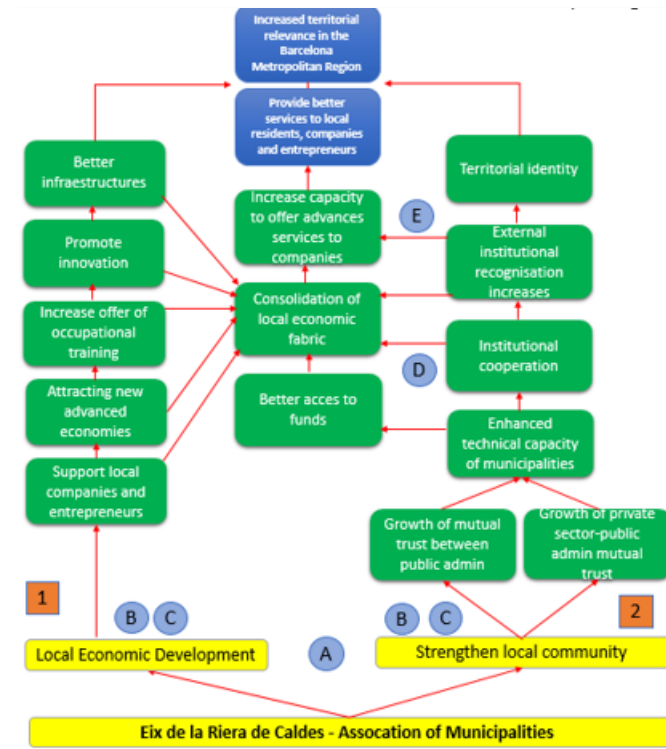 Increased territorial
relevance in the
Barcelona
Metropolitan Region
Provide better
services to local
residents, companies
and entrepreneurs
Better
infraestructures
Territorial identity
Increase capacity
to offer advances
services to
companies
E
External
institutional
recognisation
increases
Promote
innovation
Consolidation of
local economic
fabric
Increase offer of
occupational
training
Institutional
cooperation
D
Attracting new
advanced
economies
Better acces to
funds
Enhanced
technical capacity
of municipalities
Support local
companies and
entrepreneurs
Growth of mutual
trust between
public admin
Growth of private
sector-public
admin mutual
trust
1
B C
B C
2
Local Economic Development
A
Strengthen local community
Eix de la Riera de Caldes - Assocation of Municipalities